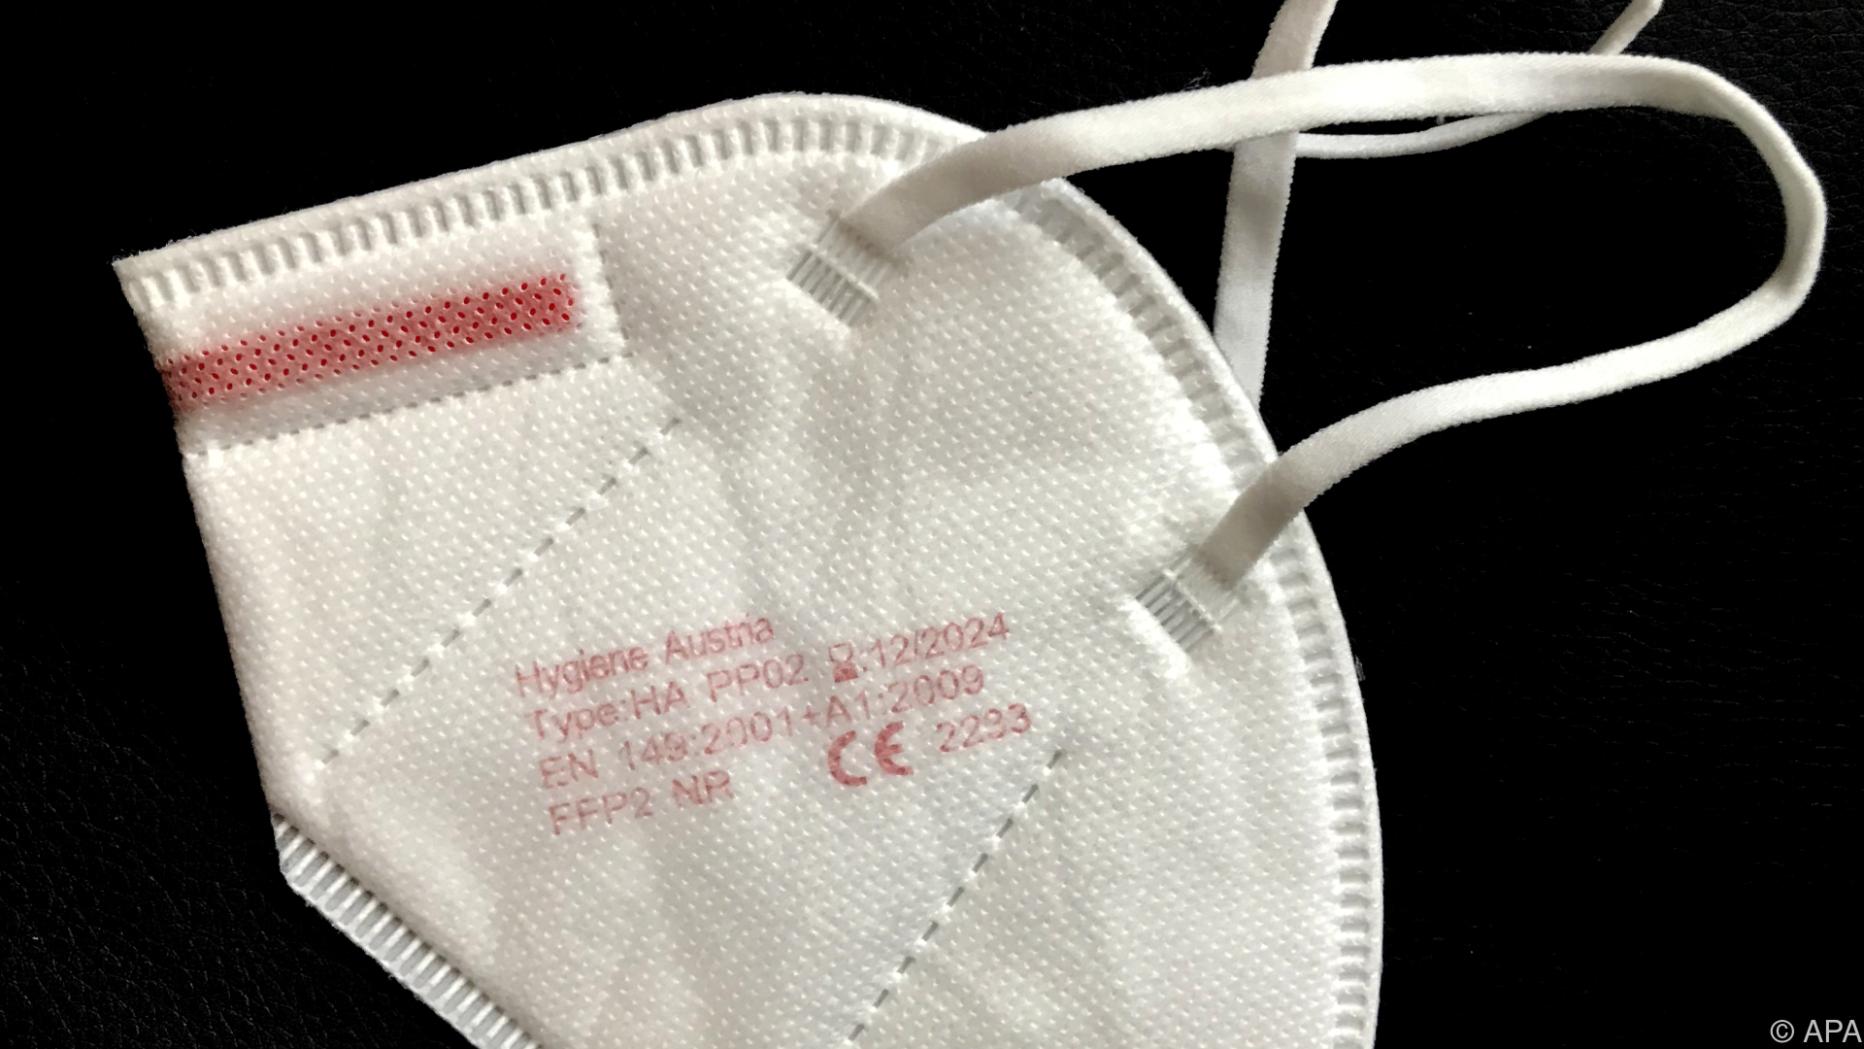 Hygiene Austria
Type:HA PP02 :12/2024
EN 149:2001+A1:2009
FFP2 NR CE 2233
© APA